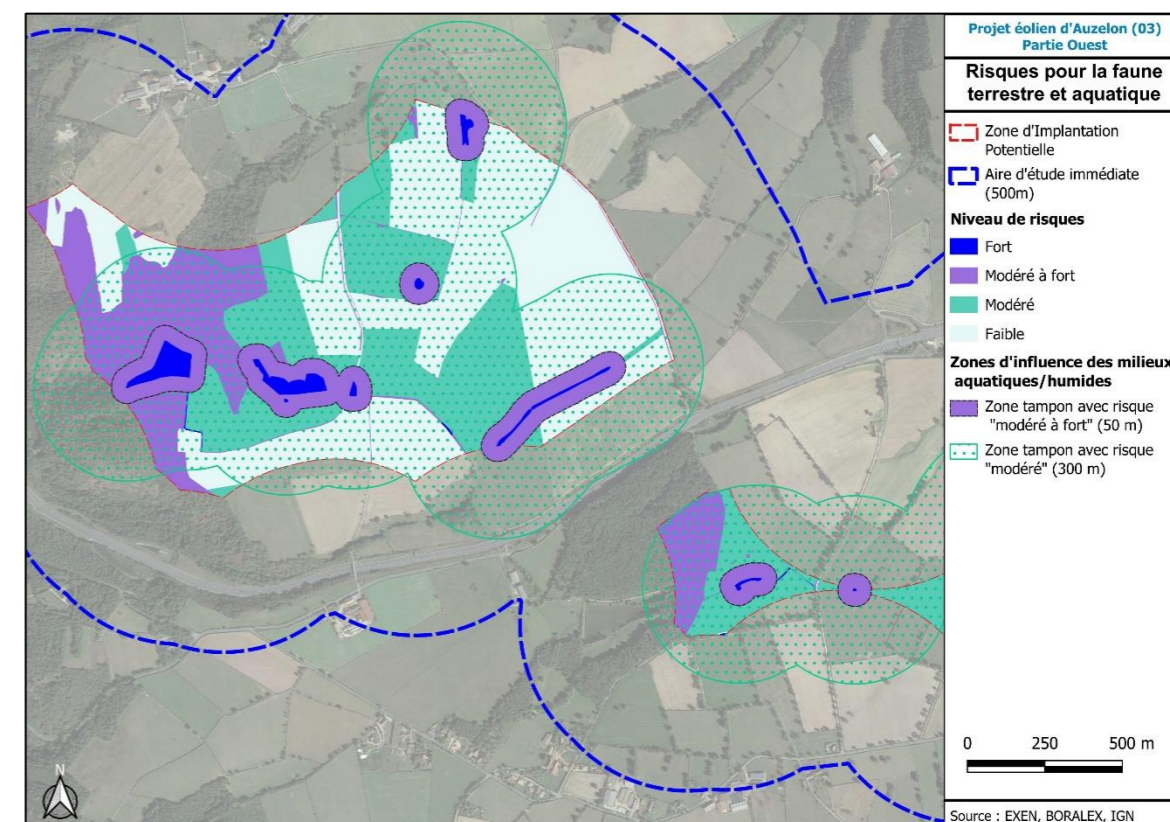 Projet éolien d'Auzelon (03)
Partie Ouest
Risques pour la faune
terrestre et aquatique
Zone d'Implantation
Potentielle
Aire d'étude immédiate
(500m)
Niveau de risques
Fort
Modéré à fort
Modéré
Faible
Zones d'influence des milieux
aquatiques/humides
Zone tampon avec risque
"modéré à fort" (50 m)
Zone tampon avec risque
"modéré" (300 m)
0 250 500 m
N
Source : EXEN, BORALEX, IGN